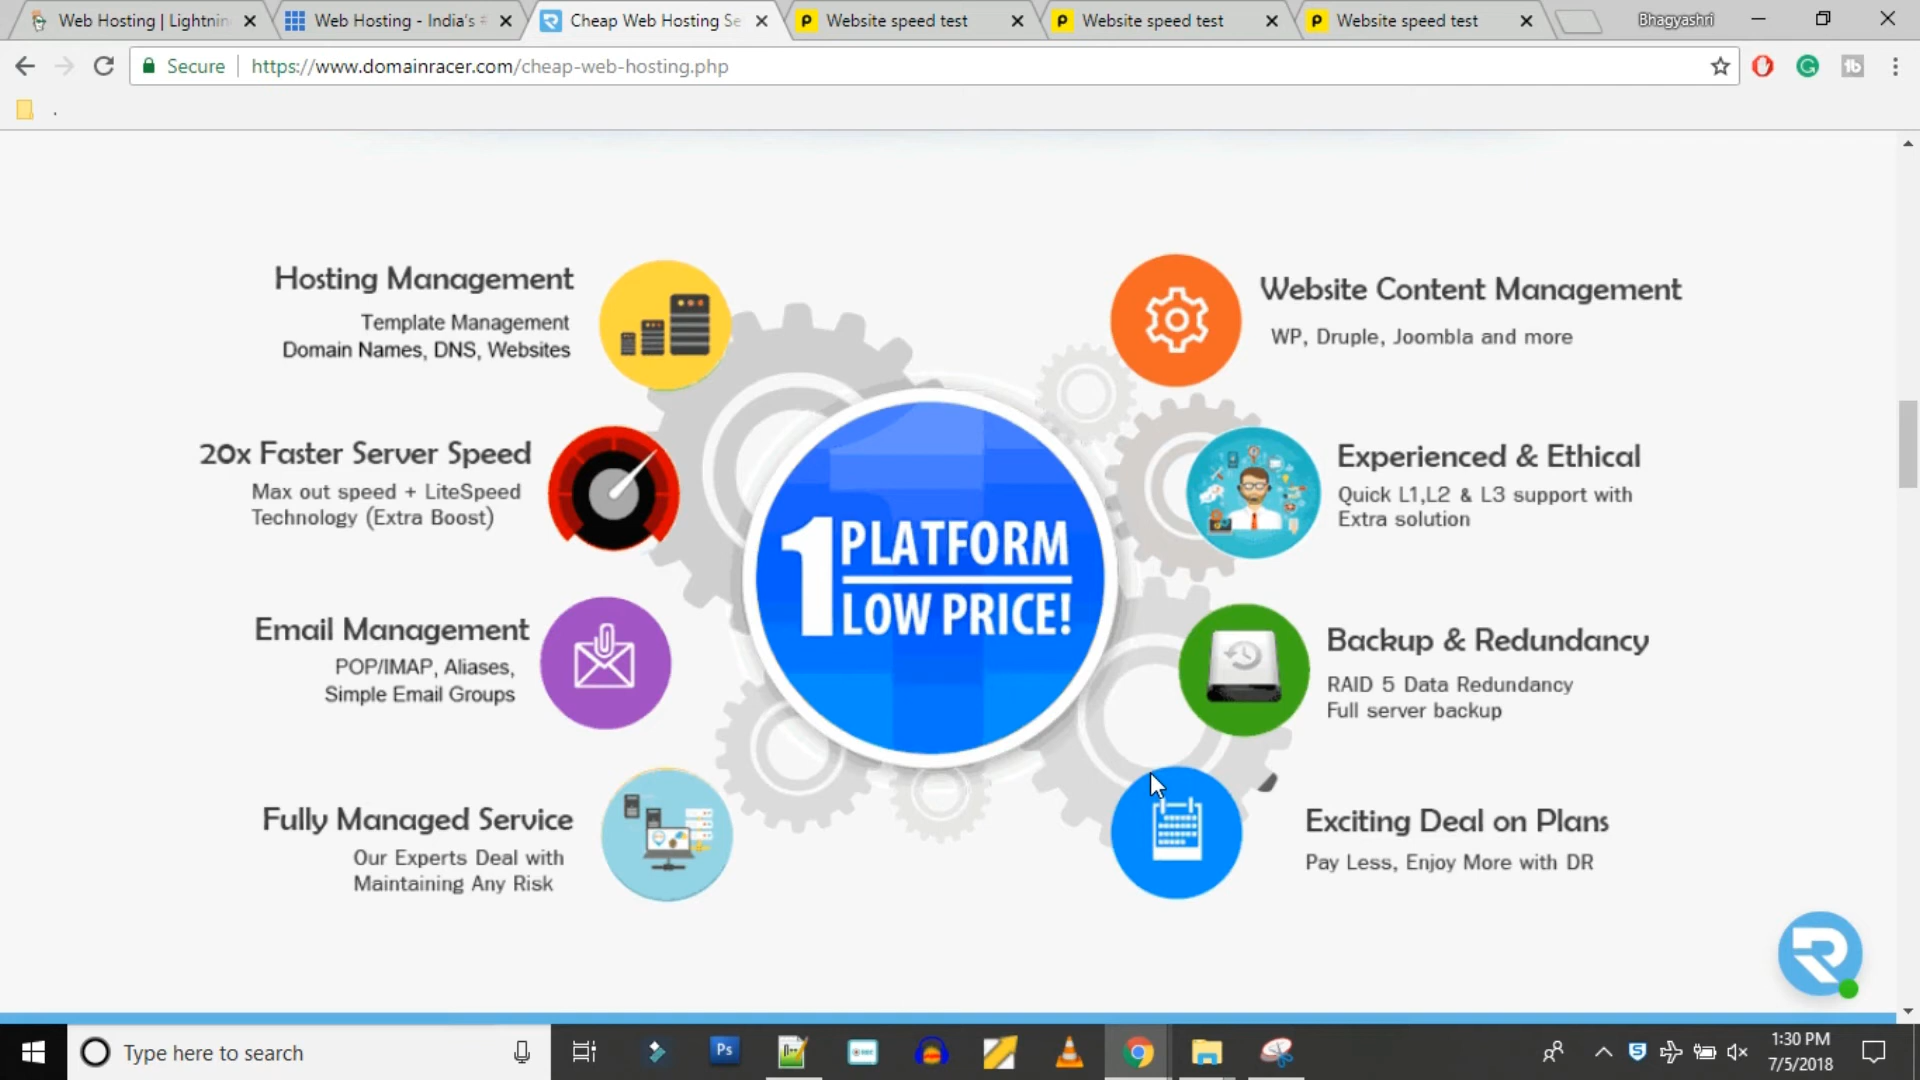 Web Hosting | Lightnin
Web Hosting - India's
Cheap Web Hosting Se
Website speed test
Website speed test
Website speed test
Bhagyashri
Secure
https://www.domainracer.com/cheap-web-hosting.php
Hosting Management
Template Management
Domain Names, DNS, Websites
20x Faster Server Speed
Max out speed + LiteSpeed
Technology (Extra Boost)
Email Management
POP/IMAP, Aliases,
Simple Email Groups
Fully Managed Service
Our Experts Deal with
Maintaining Any Risk
1 PLATFORM
LOW PRICE!
Website Content Management
WP, Druple, Joombla and more
Experienced & Ethical
Quick L1,L2 & L3 support with
Extra solution
Backup & Redundancy
RAID 5 Data Redundancy
Full server backup
Exciting Deal on Plans
Pay Less, Enjoy More with DR
Type here to search
Ps
1:30 PM
7/5/2018